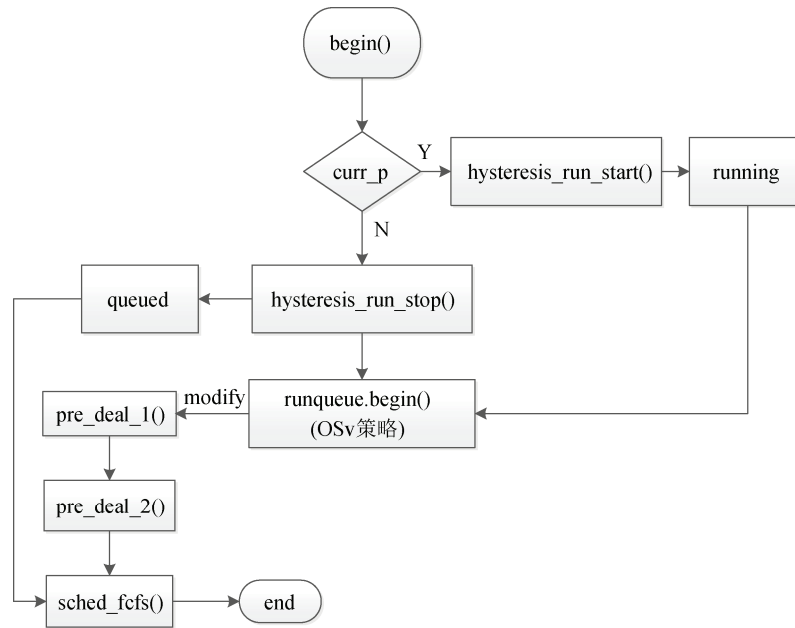 begin()
curr_p
Y
hysteresis_run_start()
running
N
queued
hysteresis_run_stop()
modify
runqueue.begin()
(OSv策略)
pre_deal_1()
pre_deal_2()
sched_fcfs()
end